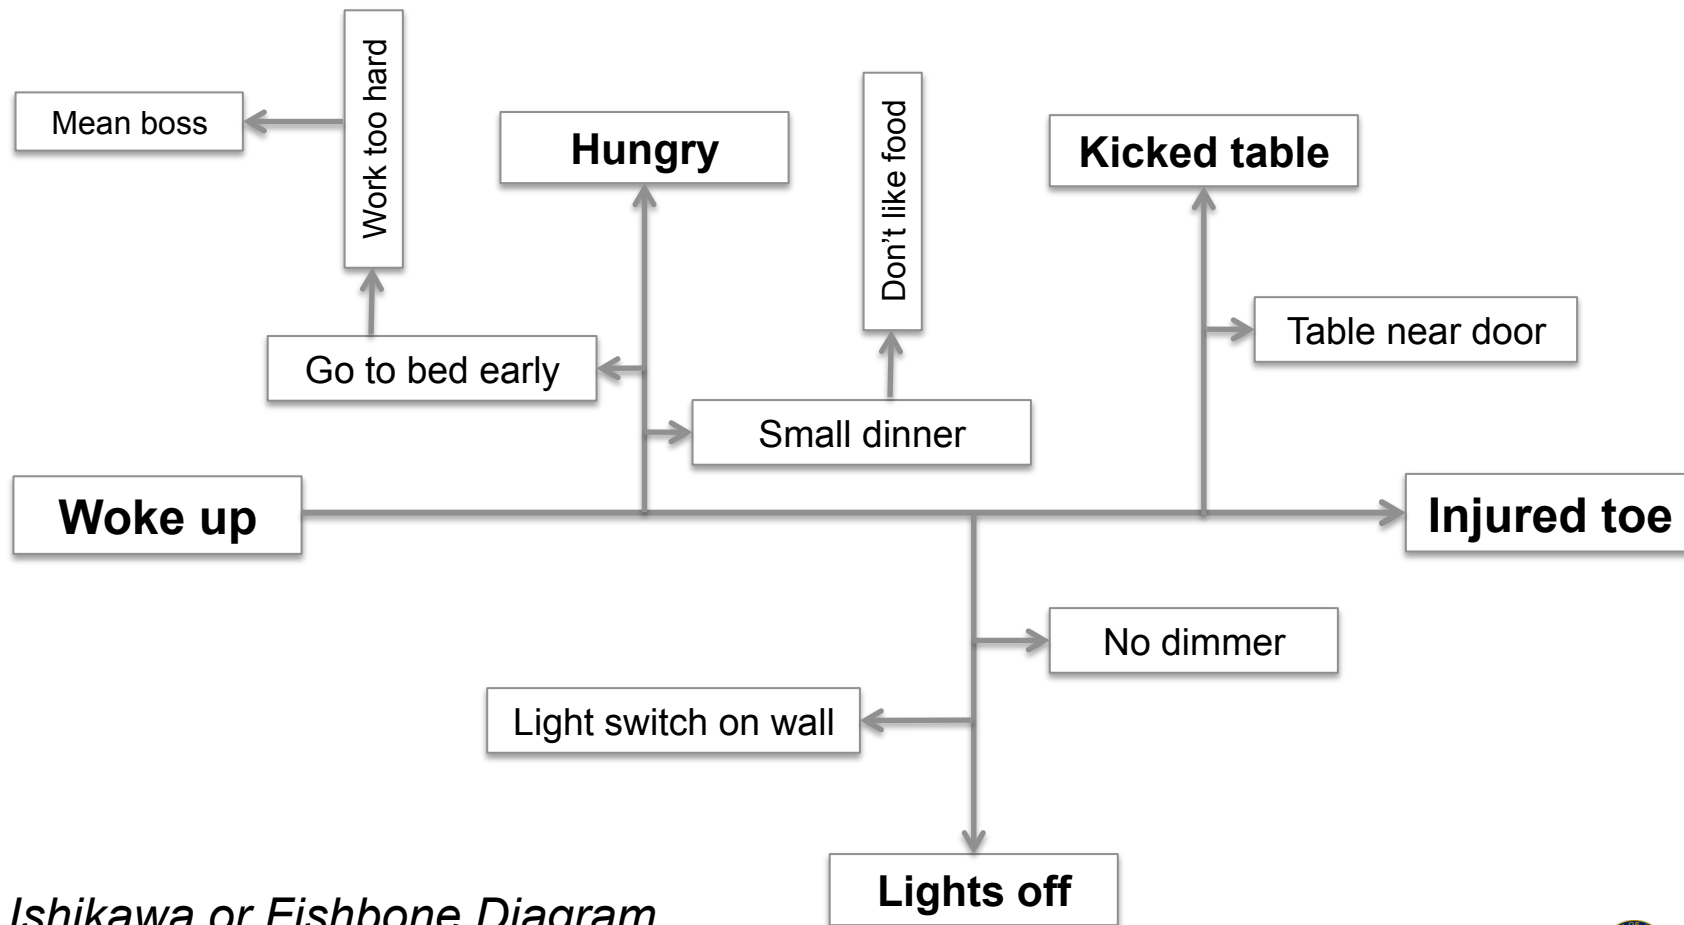 Mean boss
Work too hard
Hungry
Don't like food
Kicked table
Table near door
Go to bed early
Small dinner
Woke up
Injured toe
No dimmer
Light switch on wall
Lights off
Ishikawa or Fishbone Diagram